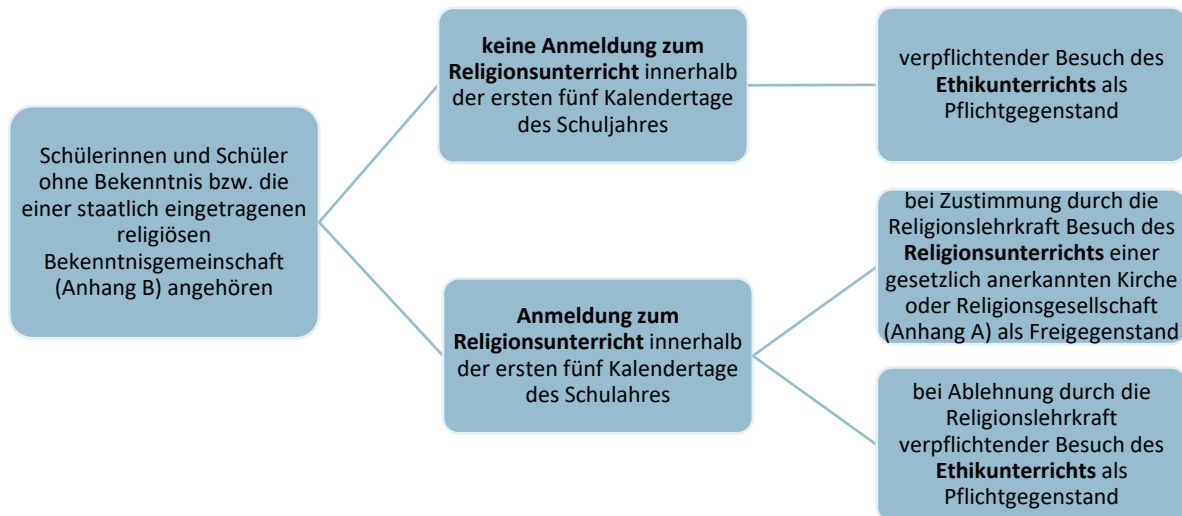 Schülerinnen und Schüler
ohne Bekenntnis bzw. die
einer staatlich eingetragenen
religiösen
Bekenntnisgemeinschaft
(Anhang B) angehören
keine Anmeldung zum
Religionsunterricht innerhalb
der ersten fünf Kalendertage
des Schuljahres
verpflichtender Besuch des
Ethikunterrichts als
Pflichtgegenstand
Anmeldung zum
Religionsunterricht innerhalb
der ersten fünf Kalendertage
des Schulahres
bei Zustimmung durch die
Religionslehrkraft Besuch des
Religionsunterrichts einer
gesetzlich anerkannten Kirche
oder Religionsgesellschaft
(Anhang A) als Freigegenstand
bei Ablehnung durch die
Religionslehrkraft
verpflichtender Besuch des
Ethikunterrichts als
Pflichtgegenstand